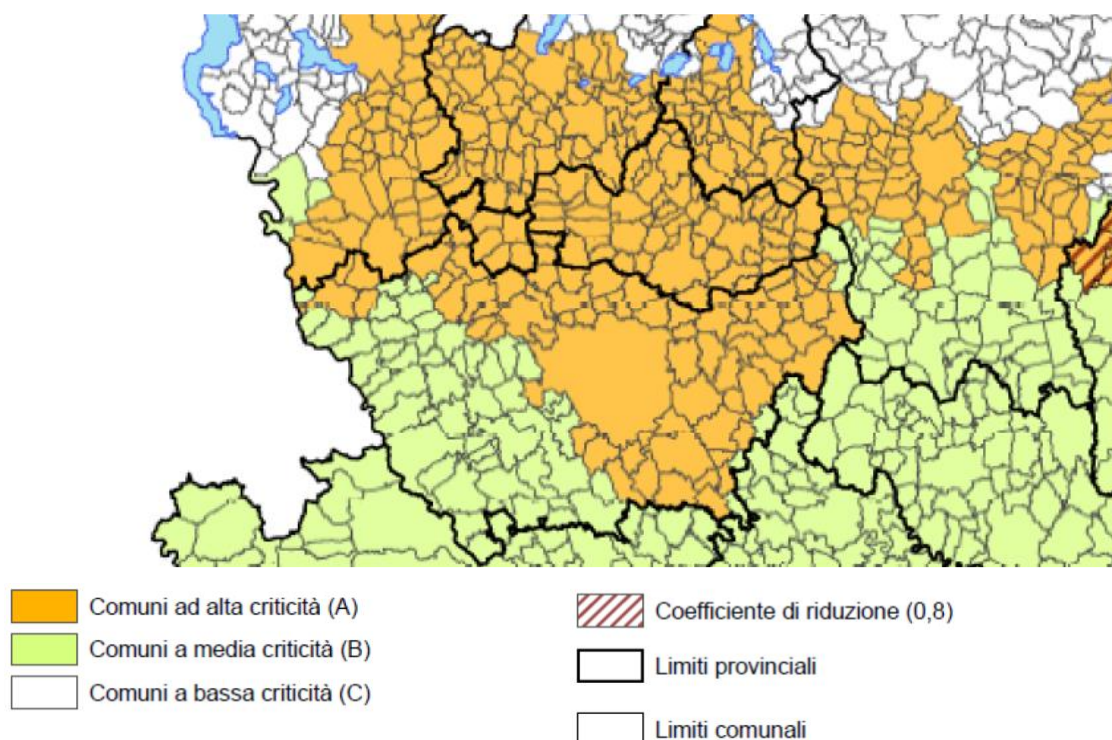 Comuni ad alta criticità (A)
Comuni a media criticità (B)
Comuni a bassa criticità (C)
Coefficiente di riduzione (0,8)
Limiti provinciali
Limiti comunali